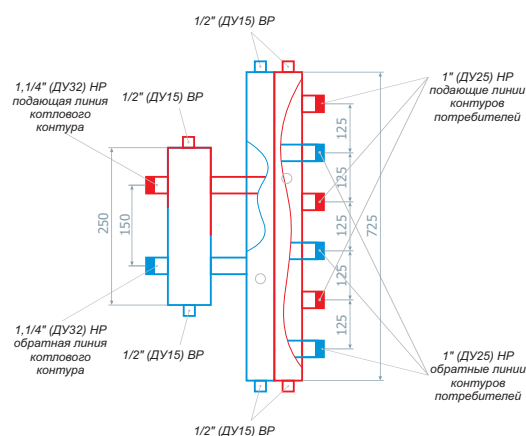 1/2" (ДУ15) ВР
1,1/4" (ДУ32) НР
подающая линия
котлового
контура
1/2" (ДУ15) ВР
1" (ДУ25) НР
подающие линии
контуров
потребителей
125
125
125
125
125
250
150
725
1,1/4" (ДУ32) НР
обратная линия
котлового
контура
1/2" (ДУ15) ВР
1" (ДУ25) НР
обратные линии
контуров
потребителей
1/2" (ДУ15) ВР